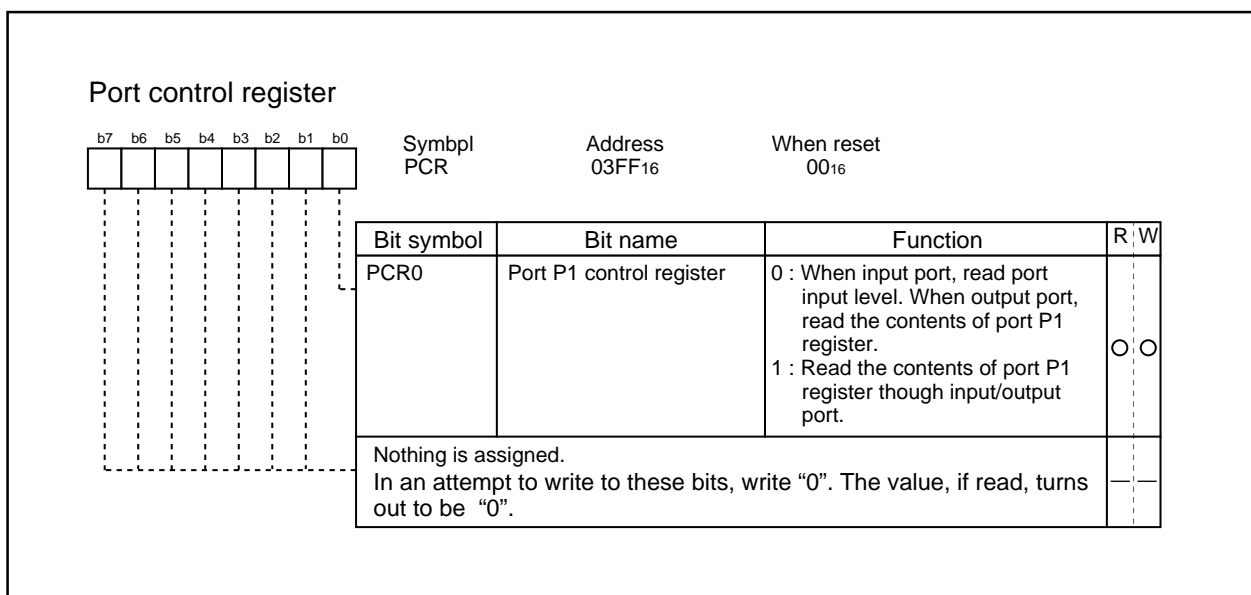 Port control register
b7 b6 b5 b4 b3 b2 b1 b0
Symbpl Address When reset
PCR 03FF16 0016
Bit symbol Bit name Function R W
PCR0 Port P1 control register 0 : When input port, read port
input level. When output port,
read the contents of port P1
register.
1 : Read the contents of port P1
register though input/output
port.
Nothing is assigned.
In an attempt to write to these bits, write “0”. The value, if read, turns
out to be “0”.